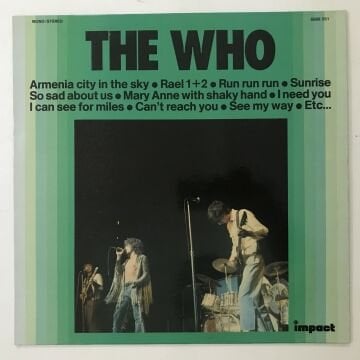 MONO/STEREO
THE WHO
Armenia city in the sky ● Rael 1+2 ● Run run run ● Sunrise
So sad about us ● Mary Anne with shaky hand ● I need you
I can see for miles ● Can't reach you ● See my way ● Etc...
impact